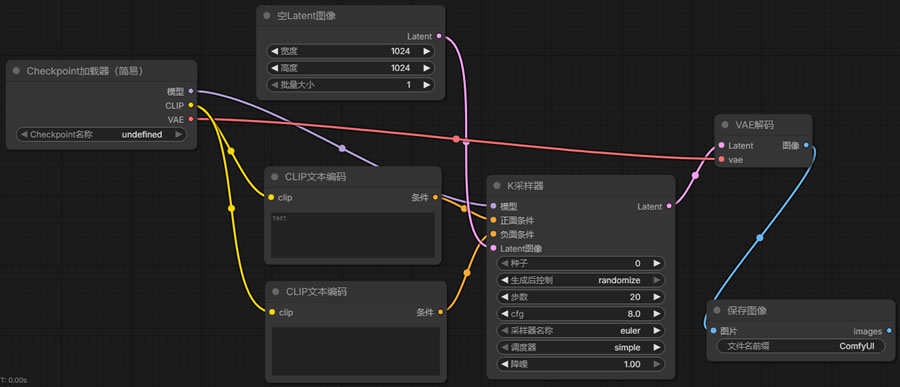 空Latent图像
Latent
宽度 1024
高度 1024
批量大小 1
Checkpoint加载器（简易）
模型
CLIP
VAE
Checkpoint名称 undefined
VAE解码
Latent 图像
vae
CLIP文本编码
clip 条件
text
K采样器
模型 Latent
正面条件
负面条件
Latent图像
种子 0
生成后控制 randomize
步数 20
cfg 8.0
采样器名称 euler
调度器 simple
降噪 1.00
CLIP文本编码
clip 条件
保存图像
图片 images
文件名前缀 ComfyUI
T: 0.00s